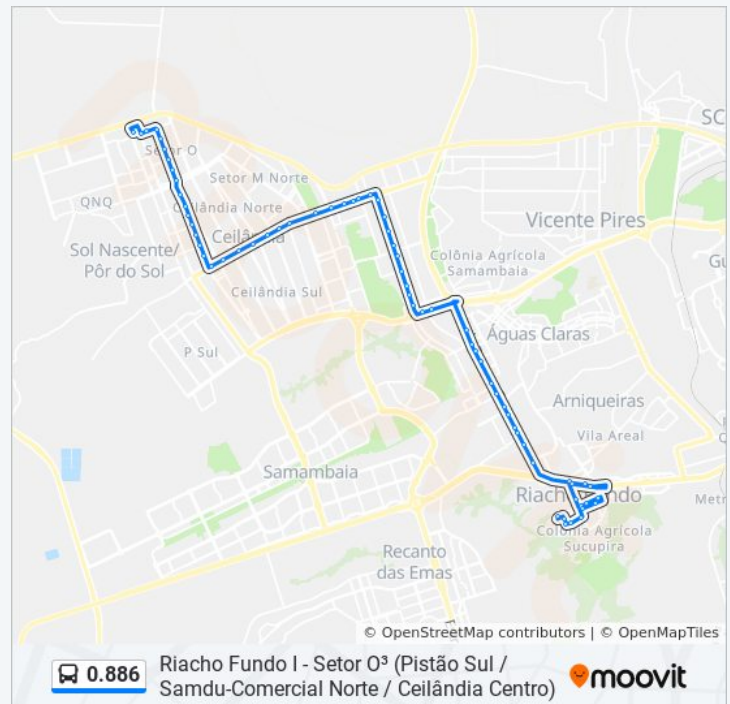 SC
Setor O
Setor M Norte
QNQ
Ceilândia Norte
Vicente Pires
Ceilândia
Sol Nascente/
Pôr do Sol
Colônia Agrícola
Samambaia
Gu
Ceilândia Sul
Águas Claras
P Sul
Arniqueiras
Vila Areal
Samambaia
Riacho Fundo
Metr
Colônia Agrícola
Sucupira
Recanto
das Emas
© OpenStreetMap contributors | © OpenMapTiles
0.886
Riacho Fundo I - Setor O³ (Pistão Sul /
Samdu-Comercial Norte / Ceilândia Centro)
moovit